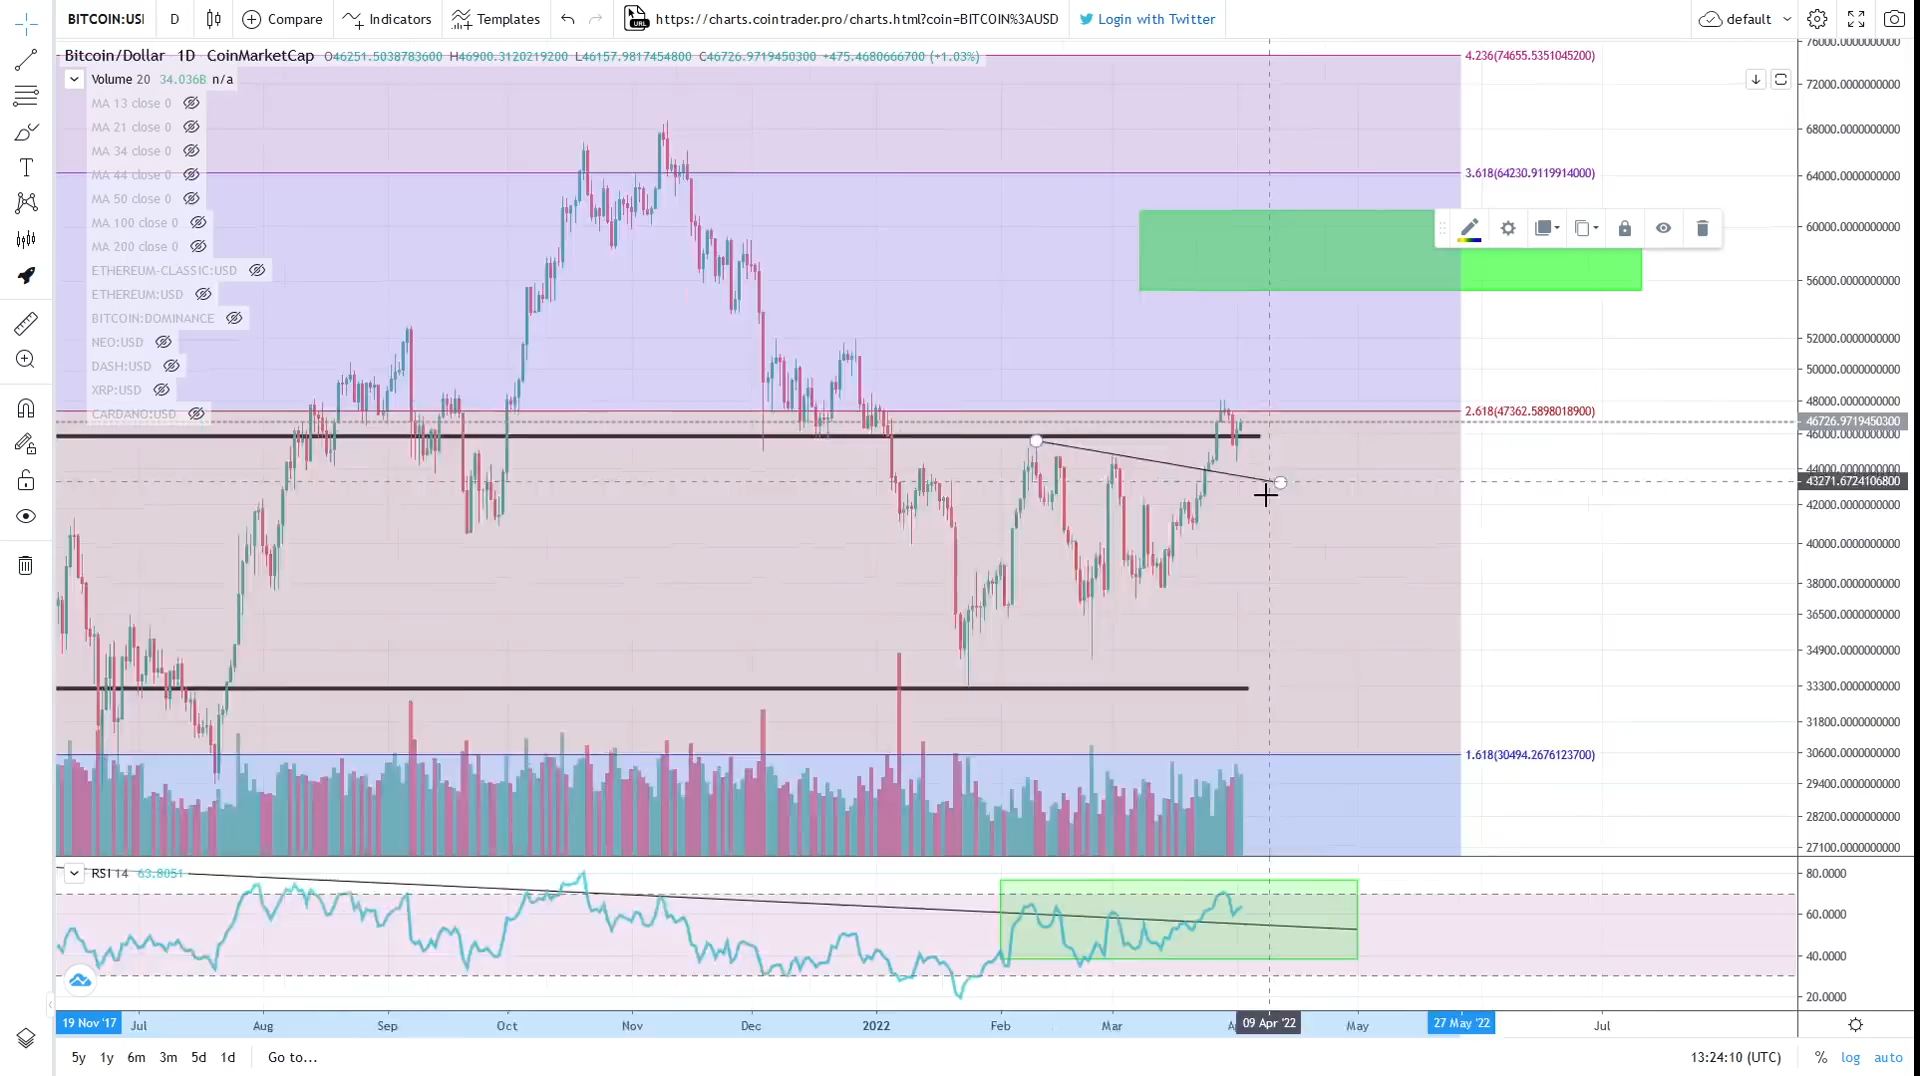 BITCOIN:USI D Compare Indicators Templates URL https://charts.cointrader.pro/charts.html?coin=BITCOIN%3AUSD Login with Twitter default
Bitcoin/Dollar 1D CoinMarketCap O46251.5038783600 H46900.3120219200 L46157.9817454800 C46726.9719450300 +475.4680666700 (+1.03%)
Volume 20 34.036B n/a
MA 13 close 0
MA 21 close 0
MA 34 close 0
MA 44 close 0
MA 50 close 0
MA 100 close 0
MA 200 close 0
ETHEREUM-CLASSIC:USD
ETHEREUM:USD
BITCOIN:DOMINANCE
NEO:USD
DASH:USD
XRP:USD
CARDANO:USD
4.236(74655.5351045200)
3.618(64230.9119914000)
2.618(47362.5898018900)
1.618(30494.2676123700)
76000.0000000000
72000.0000000000
68000.0000000000
64000.0000000000
60000.0000000000
56000.0000000000
52000.0000000000
50000.0000000000
48000.0000000000
46726.9719450300
46000.0000000000
44000.0000000000
43271.6724106800
42000.0000000000
40000.0000000000
38000.0000000000
36500.0000000000
34900.0000000000
33300.0000000000
31800.0000000000
30600.0000000000
29400.0000000000
28200.0000000000
27100.0000000000
RSI 14 63.8051
80.0000
60.0000
40.0000
20.0000
19 Nov '17 Jul Aug Sep Oct Nov Dec 2022 Feb Mar 09 Apr '22 May 27 May '22 Jul
5y 1y 6m 3m 5d 1d Go to... 13:24:10 (UTC) % log auto